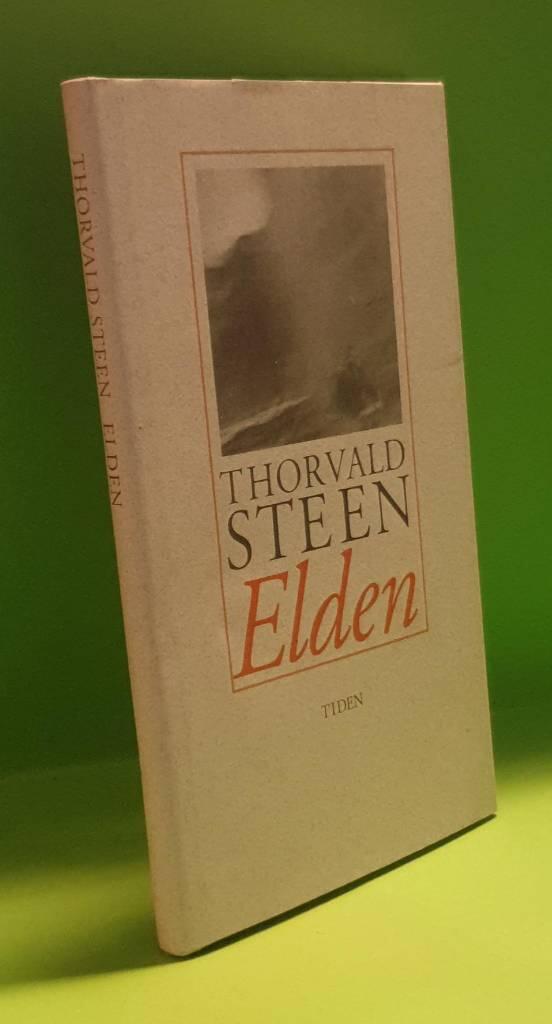 THORVALD STEEN ELDEN
THORVALD
STEEN
Elden
TIDEN